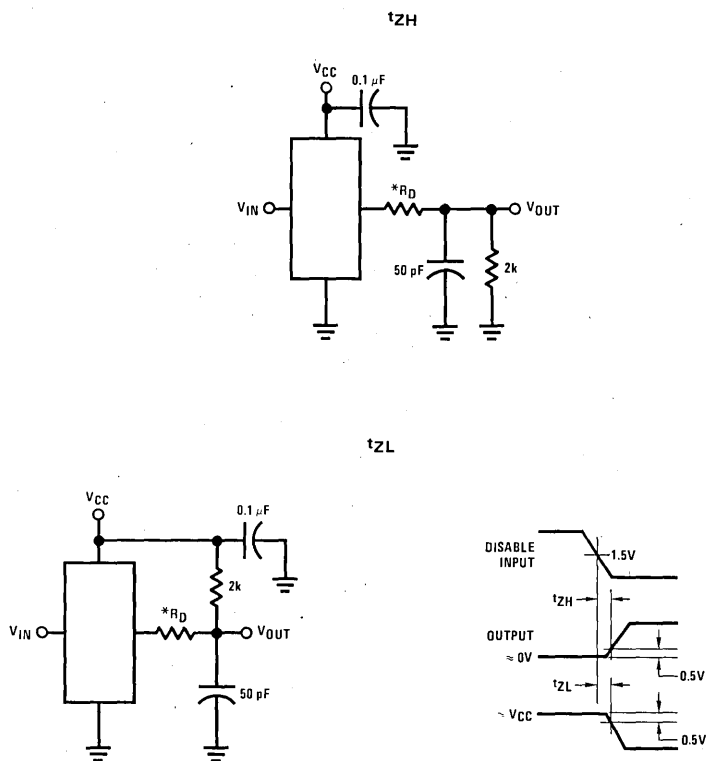 tZH
VCC
0.1 μF
*RD
VIN
VOUT
50 pF
2k
tZL
VCC
0.1 μF
2k
*RD
VIN
VOUT
50 pF
DISABLE
INPUT
1.5V
tZH
OUTPUT
≈ 0V
0.5V
tZL
≈ VCC
0.5V